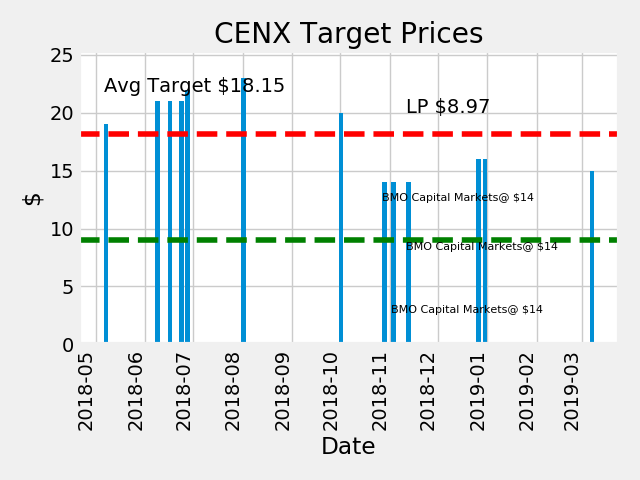 CENX Target Prices
25
Avg Target $18.15
LP $8.97
20
15
BMO Capital Markets@ $14
10
BMO Capital Markets@ $14
5
BMO Capital Markets@ $14
0
$
2018-05
2018-06
2018-07
2018-08
2018-09
2018-10
2018-11
2018-12
2019-01
2019-02
2019-03
Date